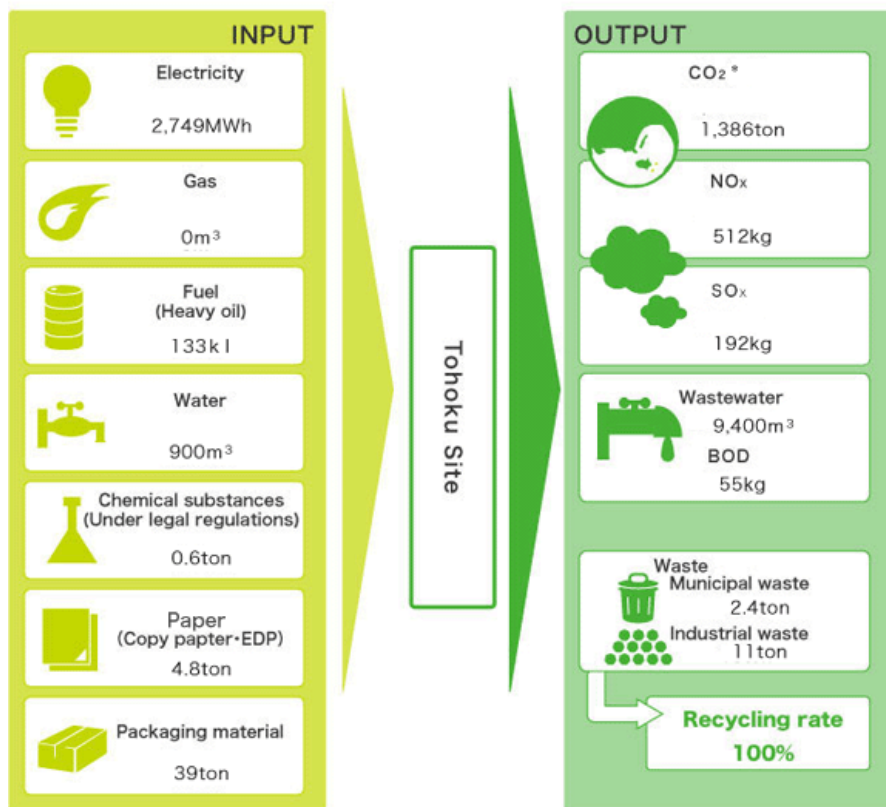 INPUT
Electricity
2,749MWh
Gas
0m³
Fuel
(Heavy oil)
133k l
Water
900m³
Chemical substances
(Under legal regulations)
0.6ton
Paper
(Copy papter・EDP)
4.8ton
Packaging material
39ton
Tohoku Site
OUTPUT
CO₂ *
1,386ton
NOx
512kg
SOx
192kg
Wastewater
9,400m³
BOD
55kg
Waste
Municipal waste
2.4ton
Industrial waste
11ton
Recycling rate
100%